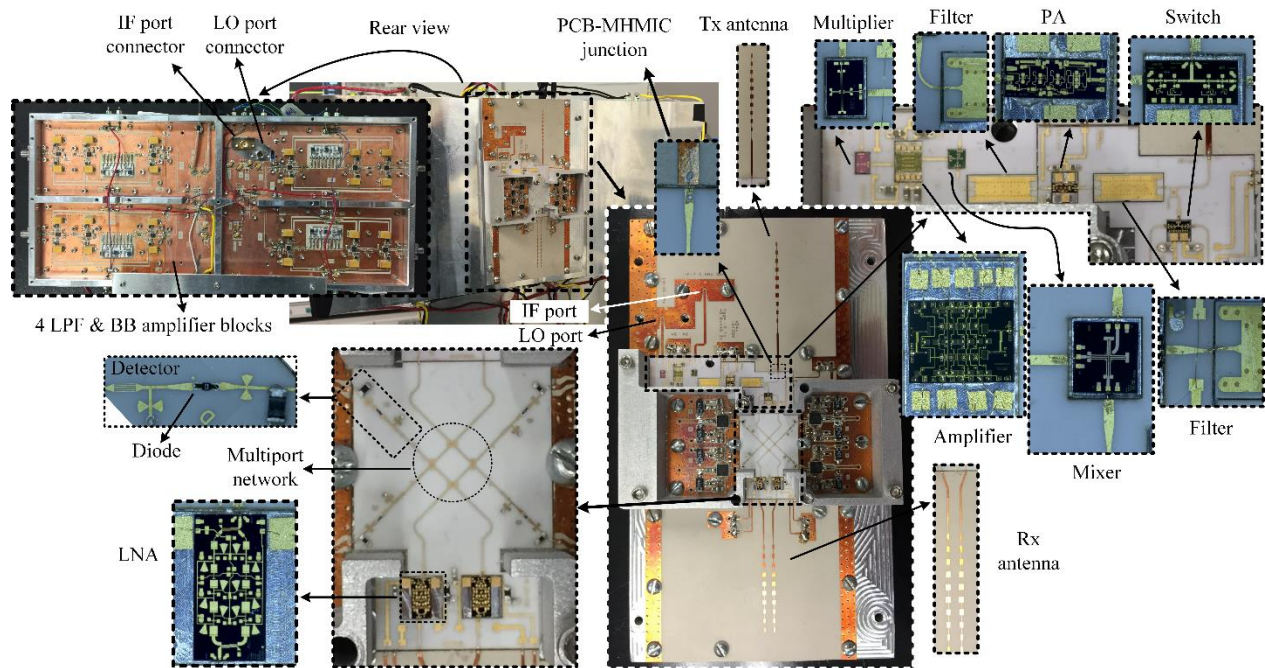 IF port
connector
LO port
connector
Rear view
PCB-MHMIC
junction
Tx antenna
Multiplier
Filter
PA
Switch
4 LPF & BB amplifier blocks
IF port
LO port
Detector
Diode
Multiport
network
LNA
Amplifier
Mixer
Filter
Rx
antenna